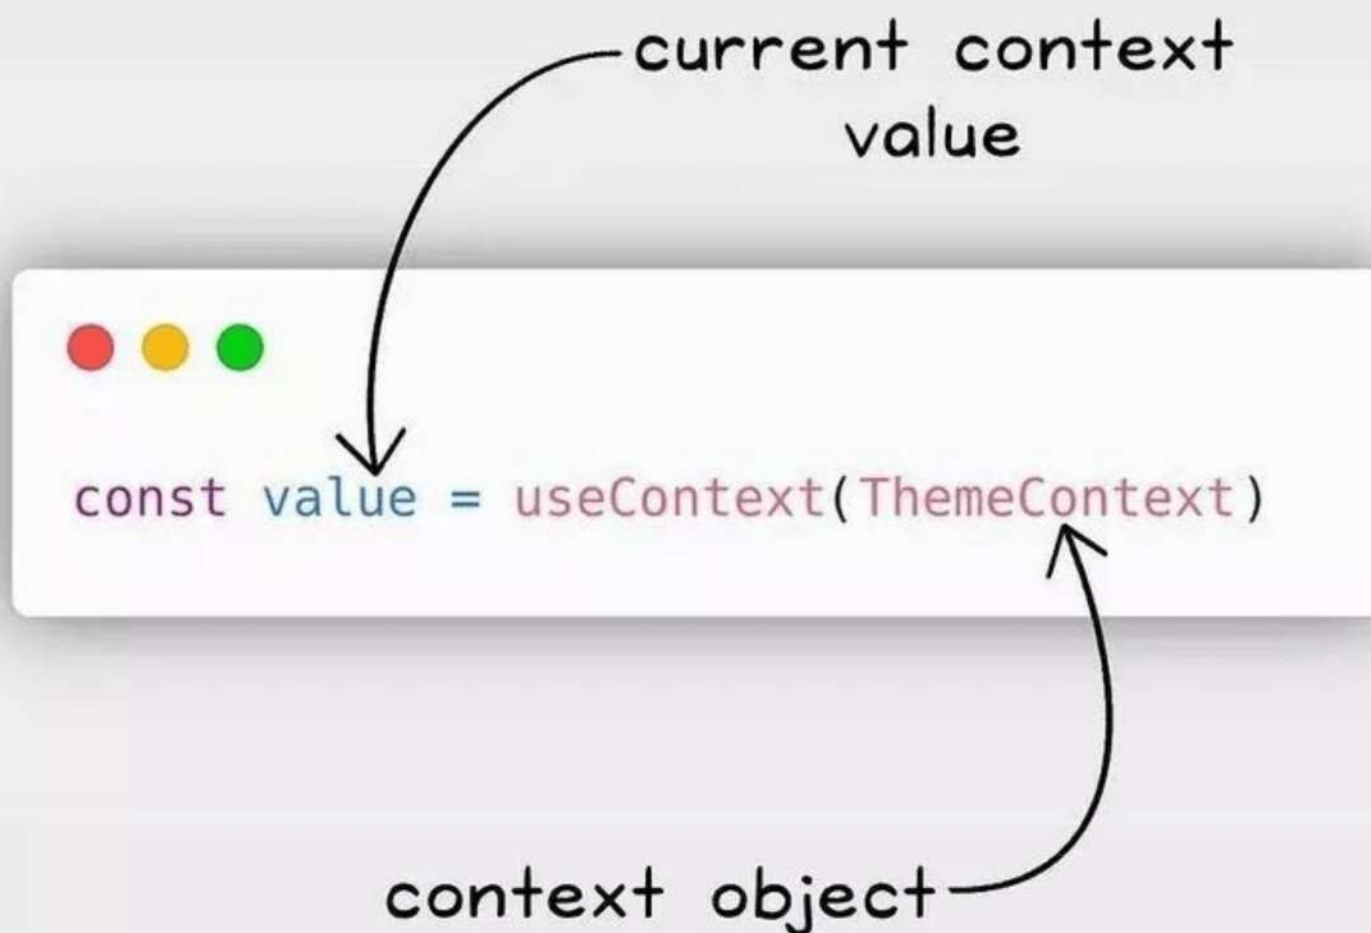 current context
value
const value = useContext(ThemeContext)
context object